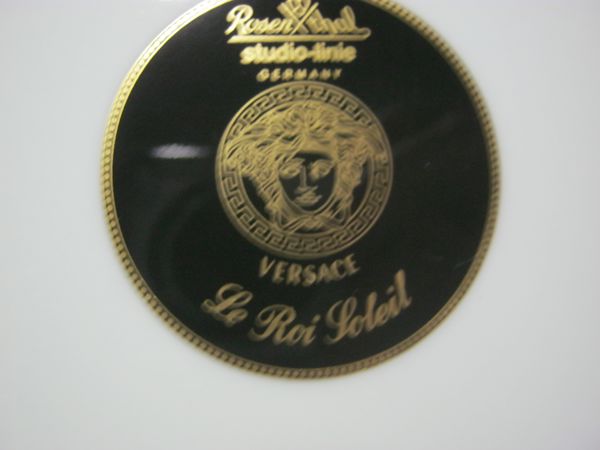 Rosenthal
studio-linie
GERMANY
VERSACE
Le Roi Soleil